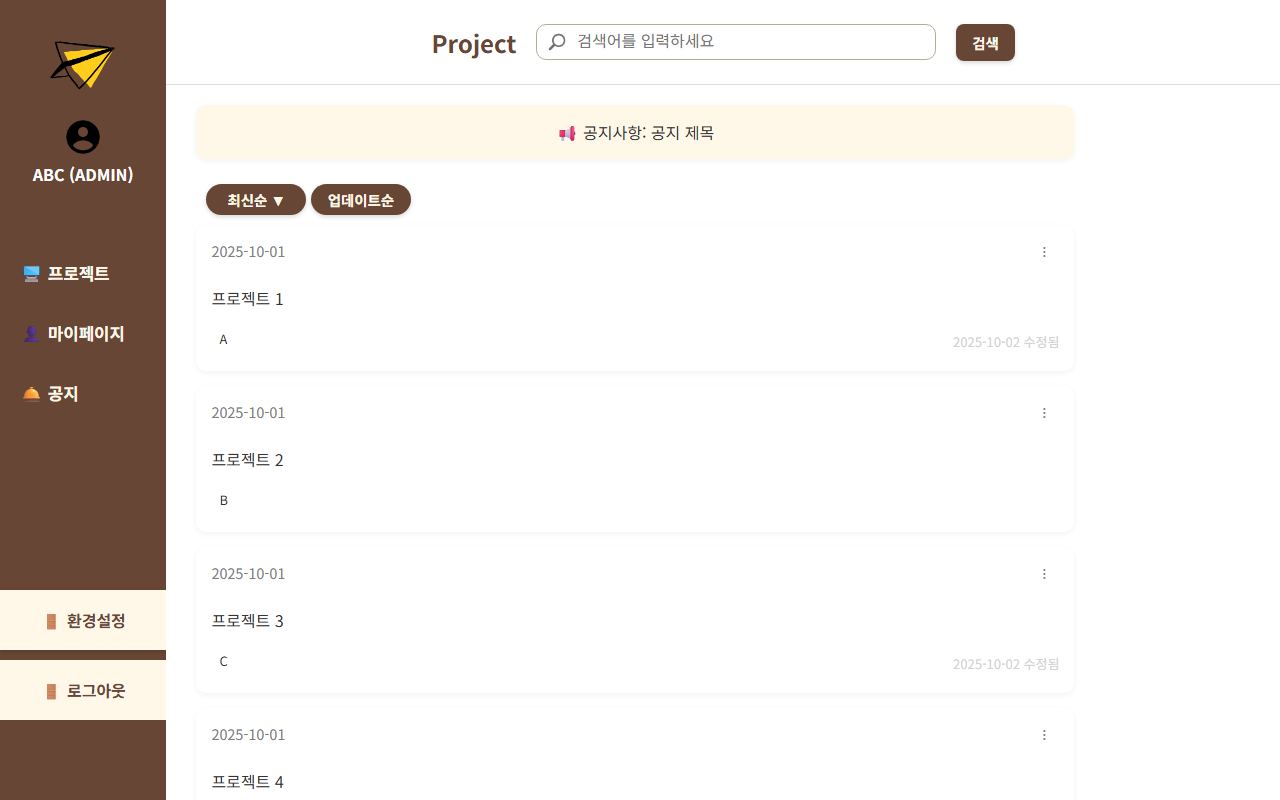 ABC (ADMIN)
프로젝트
마이페이지
공지
환경설정
로그아웃
Project
검색어를 입력하세요
검색
공지사항: 공지 제목
최신순 ▼
업데이트순
2025-10-01
프로젝트 1
A
2025-10-02 수정됨
2025-10-01
프로젝트 2
B
2025-10-01
프로젝트 3
C
2025-10-02 수정됨
2025-10-01
프로젝트 4